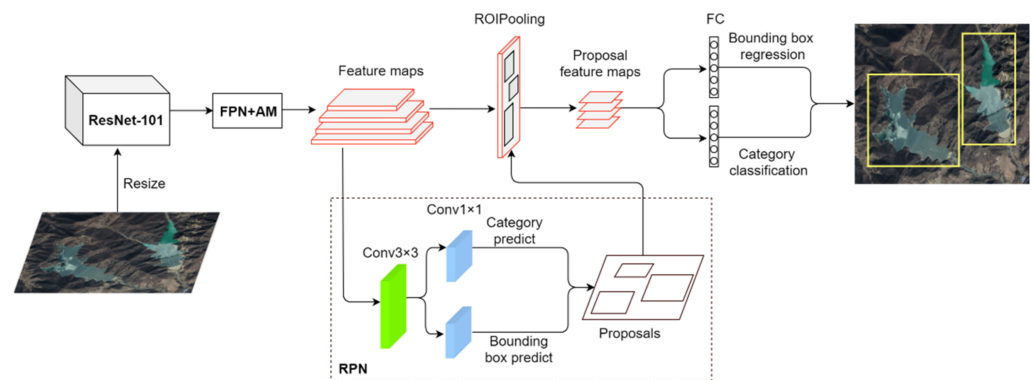 ROIPooling
FC
Feature maps
Proposal
feature maps
Bounding box
regression
ResNet-101
FPN+AM
Resize
Category
classification
Conv1×1
Category
predict
Conv3×3
Proposals
Bounding
box predict
RPN